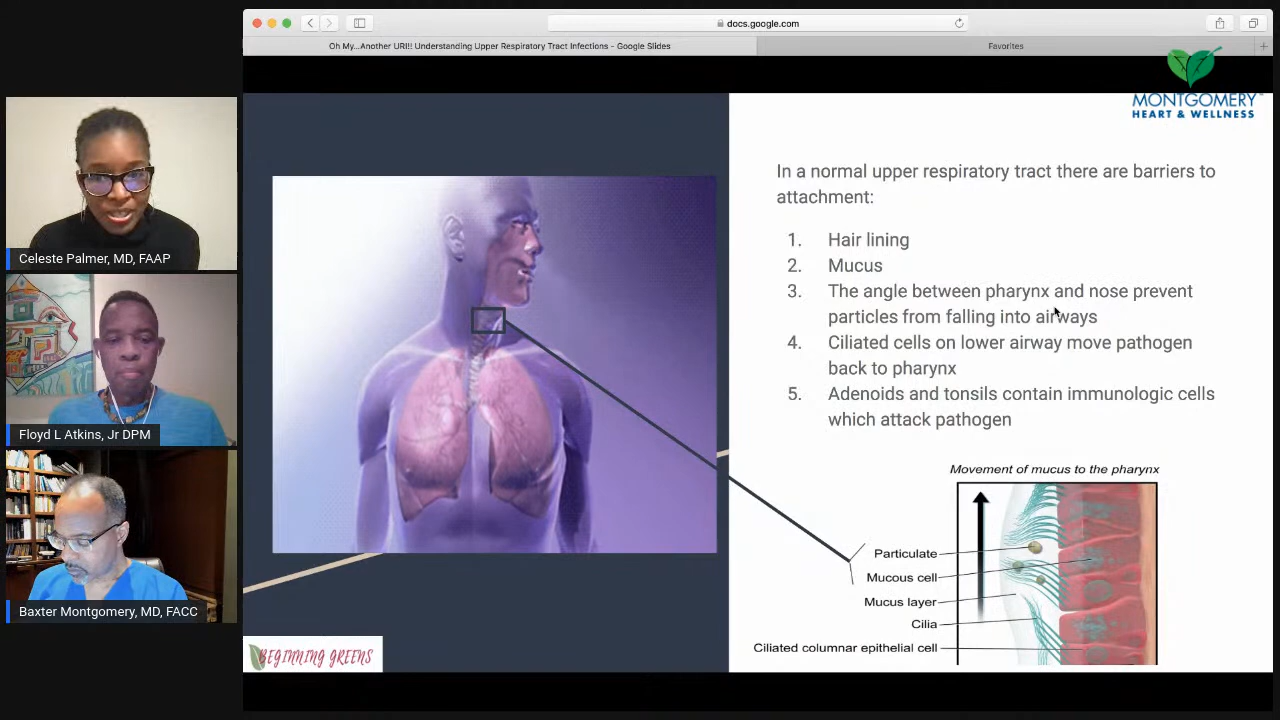 docs.google.com
Oh My...Another URI!! Understanding Upper Respiratory Tract Infections - Google Slides
Favorites
MONTGOMERY
HEART & WELLNESS
Celeste Palmer, MD, FAAP
Floyd L Atkins, Jr DPM
Baxter Montgomery, MD, FACC
In a normal upper respiratory tract there are barriers to
attachment:
1. Hair lining
2. Mucus
3. The angle between pharynx and nose prevent
particles from falling into airways
4. Ciliated cells on lower airway move pathogen
back to pharynx
5. Adenoids and tonsils contain immunologic cells
which attack pathogen
Movement of mucus to the pharynx
Particulate
Mucous cell
Mucus layer
Cilia
Ciliated columnar epithelial cell
BEGINNING GREENS